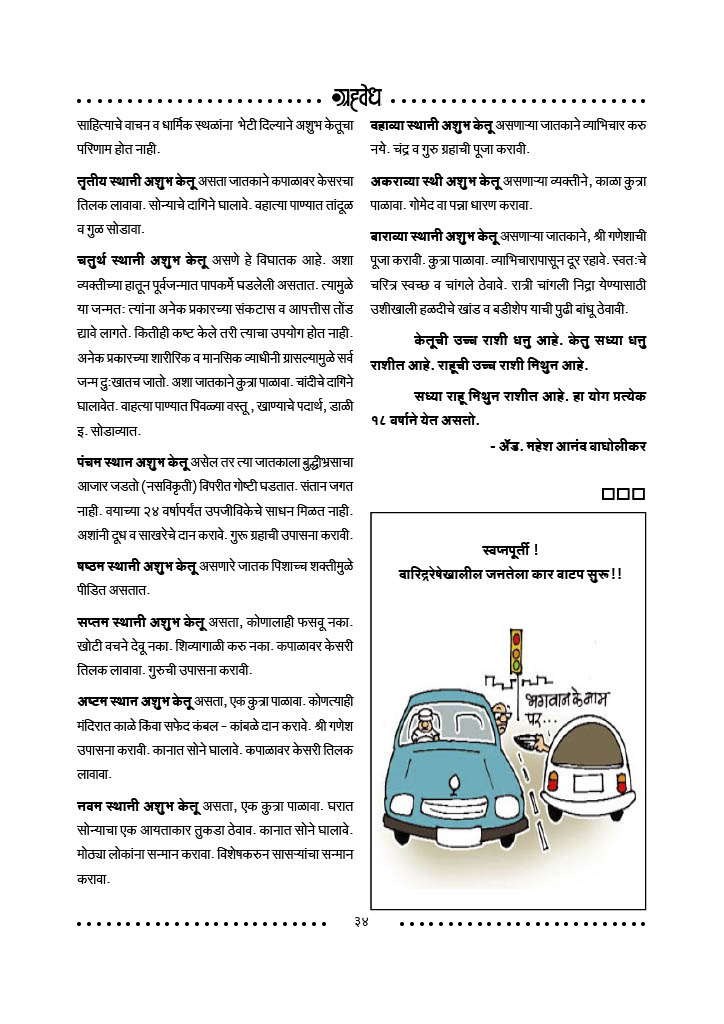 ग्रहवेध
साहित्याचे वाचन व धार्मिक स्थळांना भेटी दिल्याने अशुभ केतूचा
परिणाम होत नाही.
तृतीय स्थानी अशुभ केतू असता जातकाने कपाळावर केसरचा
तिलक लावावा. सोन्याचे दागिने घालावे. वहात्या पाण्यात तांदूळ
व गुळ सोडावा.
चतुर्थ स्थानी अशुभ केतू असणे हे विघातक आहे. अशा
व्यक्तीच्या हातून पूर्वजन्मात पापकर्मे घडलेली असतात. त्यामुळे
या जन्मतः त्यांना अनेक प्रकारच्या संकटास व आपत्तीस तोंड
द्यावे लागते. कितीही कष्ट केले तरी त्याचा उपयोग होत नाही.
अनेक प्रकारच्या शारीरिक व मानसिक व्याधीनी ग्रासल्यामुळे सर्व
जन्म दुःखातच जातो. अशा जातकाने कुत्रा पाळावा. चांदीचे दागिने
घालावेत. वाहत्या पाण्यात पिवळ्या वस्तू , खाण्याचे पदार्थ, डाळी
इ. सोडाव्यात.
पंचम स्थान अशुभ केतू असेल तर त्या जातकाला बुद्धीभ्रसाचा
आजार जडतो (नसविकृती) विपरीत गोष्टी घडतात. संतान जगत
नाही. वयाच्या २४ वर्षापर्यंत उपजीविकेचे साधन मिळत नाही.
अशांनी दूध व साखरेचे दान करावे. गुरू ग्रहाची उपासना करावी.
षष्ठम स्थानी अशुभ केतू असणारे जातक पिशाच्च शक्तीमुळे
पीडित असतात.
सप्तम स्थानी अशुभ केतू असता, कोणालाही फसवू नका.
खोटी वचने देवू नका. शिव्यागाळी करु नका. कपाळावर केसरी
तिलक लावावा. गुरुची उपासना करावी.
अष्टम स्थान अशुभ केतू असता, एक कुत्रा पाळावा. कोणत्याही
मंदिरात काळे किंवा सफेद कंबल - कांबळे दान करावे. श्री गणेश
उपासना करावी. कानात सोने घालावे. कपाळावर केसरी तिलक
लावावा.
नवम स्थानी अशुभ केतू असता, एक कुत्रा पाळावा. घरात
सोन्याचा एक आयताकार तुकडा ठेवाव. कानात सोने घालावे.
मोठ्या लोकांना सन्मान करावा. विशेषकरुन सासऱ्यांचा सन्मान
करावा.
दहाव्या स्थानी अशुभ केतू असणाऱ्या जातकाने व्याभिचार करु
नये. चंद्र व गुरु ग्रहाची पूजा करावी.
अकराव्या स्थी अशुभ केतू असणाऱ्या व्यक्तीने, काळा कुत्रा
पाळावा. गोमेद वा पन्ना धारण करावा.
बाराव्या स्थानी अशुभ केतू असणाऱ्या जातकाने, श्री गणेशाची
पूजा करावी. कुत्रा पाळावा. व्याभिचारापासून दूर रहावे. स्वतःचे
चरित्र स्वच्छ व चांगले ठेवावे. रात्री चांगली निद्रा येण्यासाठी
उशीखाली हळदीचे खांड व बडीशेप याची पुढी बांधू ठेवावी.
केतूची उच्च राशी धनु आहे. केतु सध्या धनु
राशीत आहे. राहूची उच्च राशी मिथुन आहे.
सध्या राहू मिथुन राशीत आहे. हा योग प्रत्येक
१८ वर्षाने येत असतो.
- ॲड. महेश आनंद वाघोलीकर
स्वप्नपूर्ती !
दारिद्ररेषेखालील जनतेला कार वाटप सुरू!!
भगवान के नाम
पर...
३४